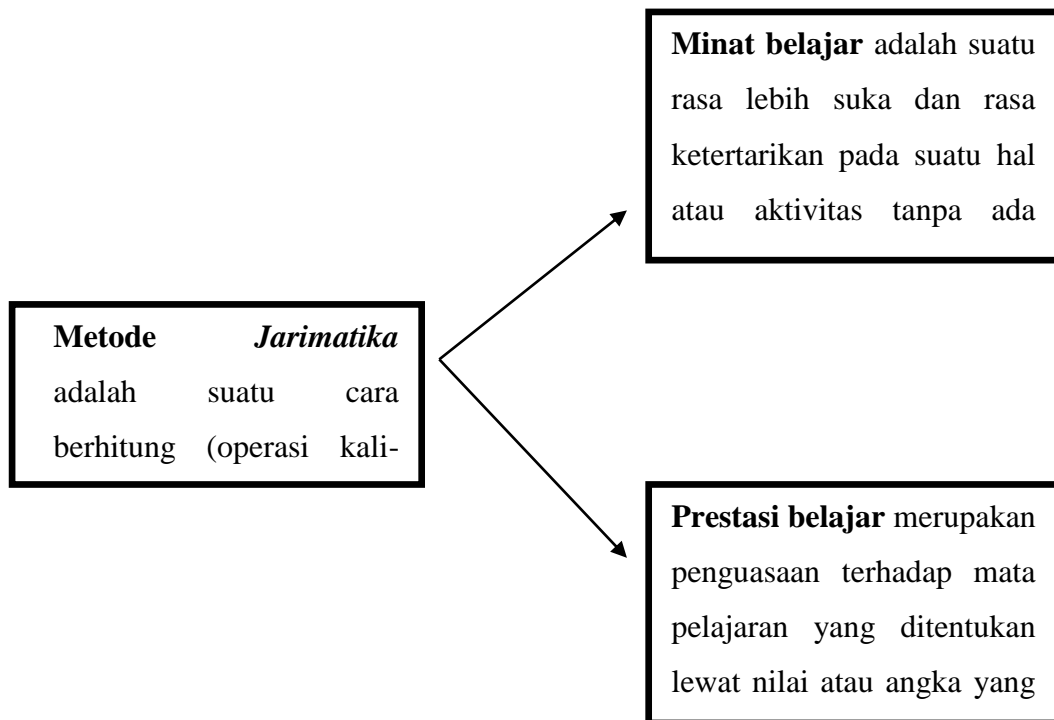 Minat belajar adalah suatu
rasa lebih suka dan rasa
ketertarikan pada suatu hal
atau aktivitas tanpa ada
Metode Jarimatika
adalah suatu cara
berhitung (operasi kali-
Prestasi belajar merupakan
penguasaan terhadap mata
pelajaran yang ditentukan
lewat nilai atau angka yang